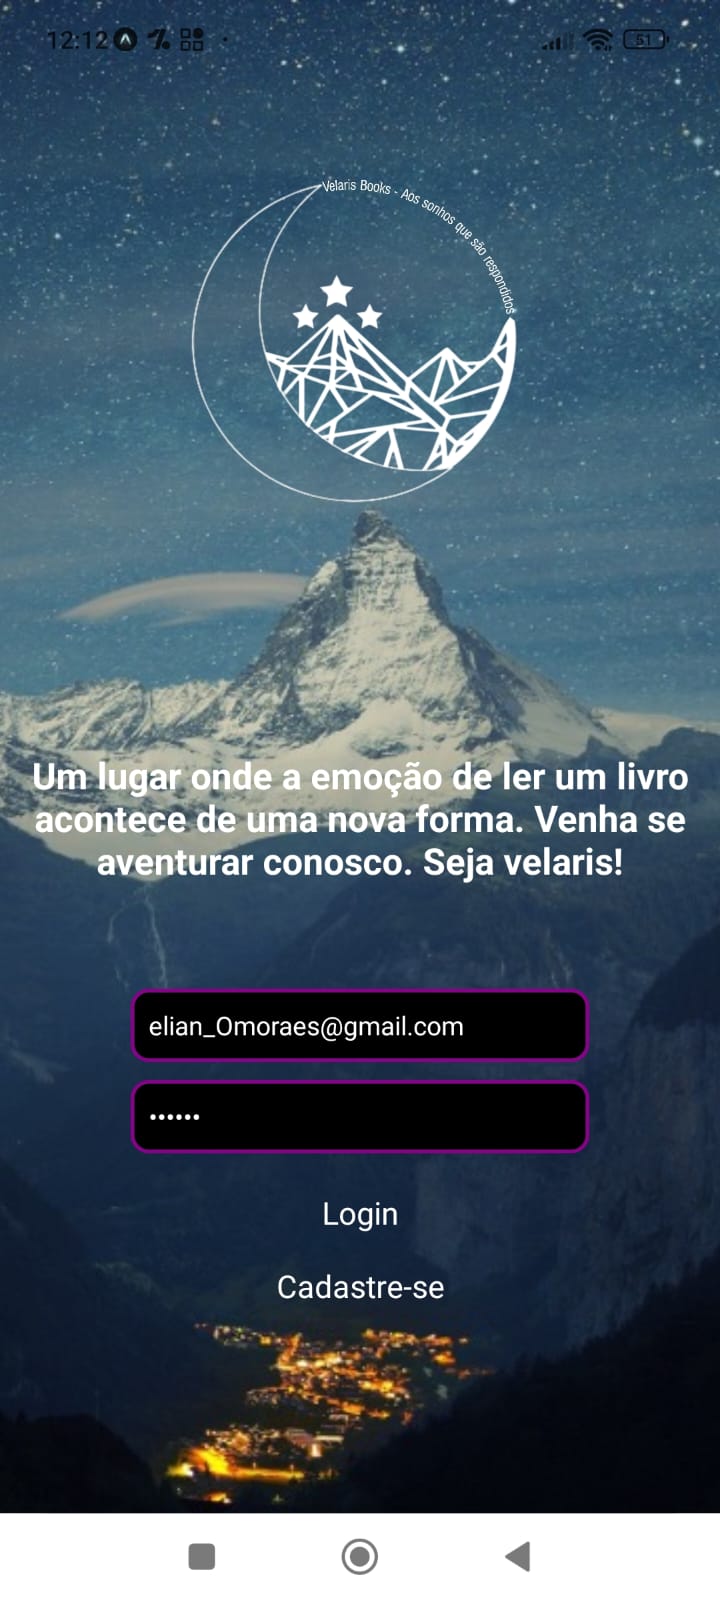 12:12
51
Velaris Books - Aos sonhos que são respondidos
Um lugar onde a emoção de ler um livro
acontece de uma nova forma. Venha se
aventurar conosco. Seja velaris!
elian_0moraes@gmail.com
••••••
Login
Cadastre-se